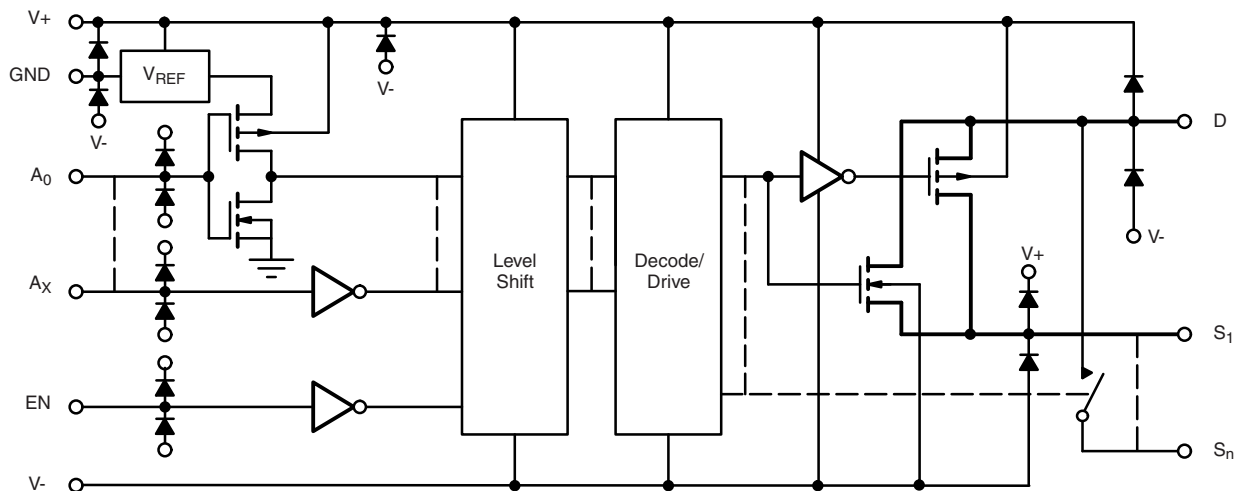 V+
GND
VREF
V-
V-
D
A0
V-
Level
Shift
Decode/
Drive
V+
AX
S1
EN
Sn
V-